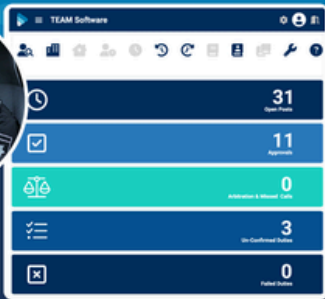 TEAM Software
31
Open Posts
11
Approvals
0
Arbitration & Missed Calls
3
Un-Confirmed Duties
0
Failed Duties